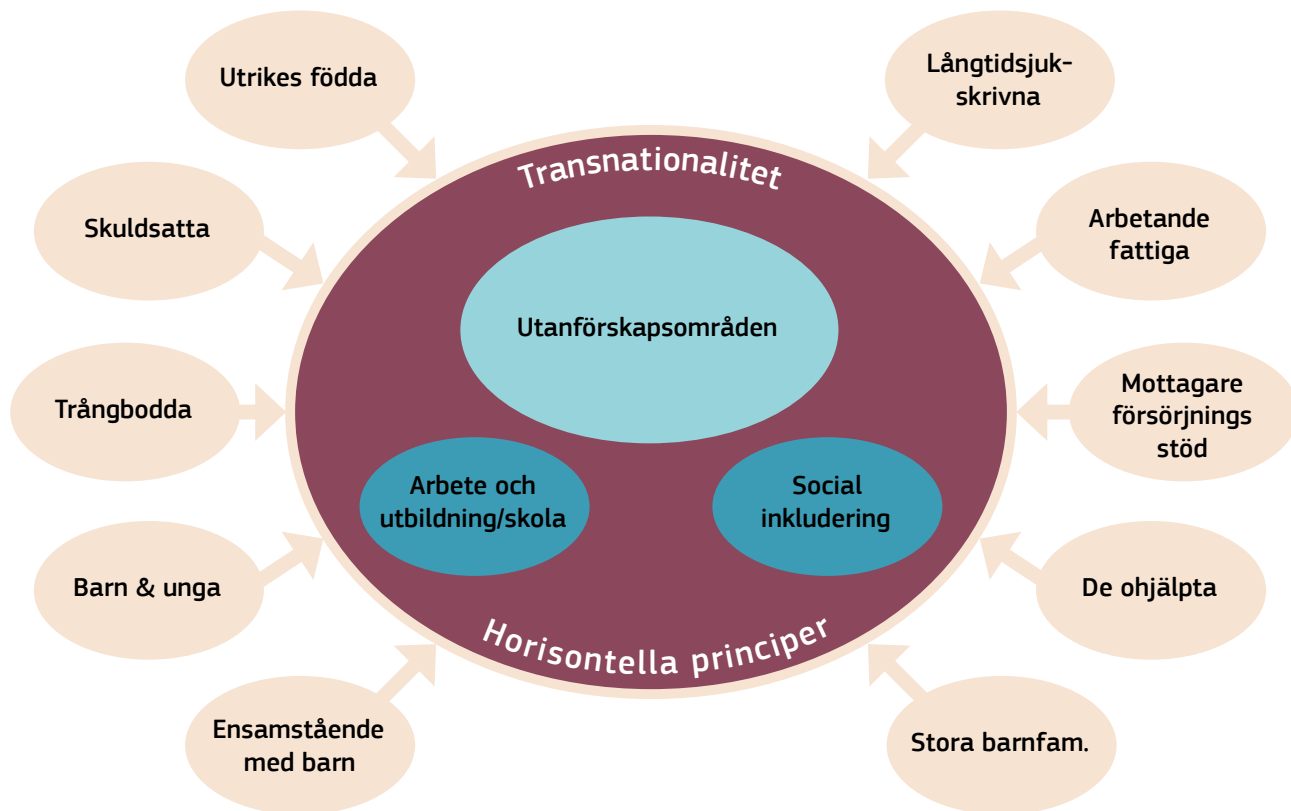 Utrikes födda
Långtidsjuk-
skrivna
Transnationalitet
Skuldsatta
Arbetande
fattiga
Utanförskapsområden
Trångbodda
Mottagare
försörjnings
stöd
Arbete och
utbildning/skola
Social
inkludering
Barn & unga
De ohjälpta
Horisontella principer
Ensamstående
med barn
Stora barnfam.